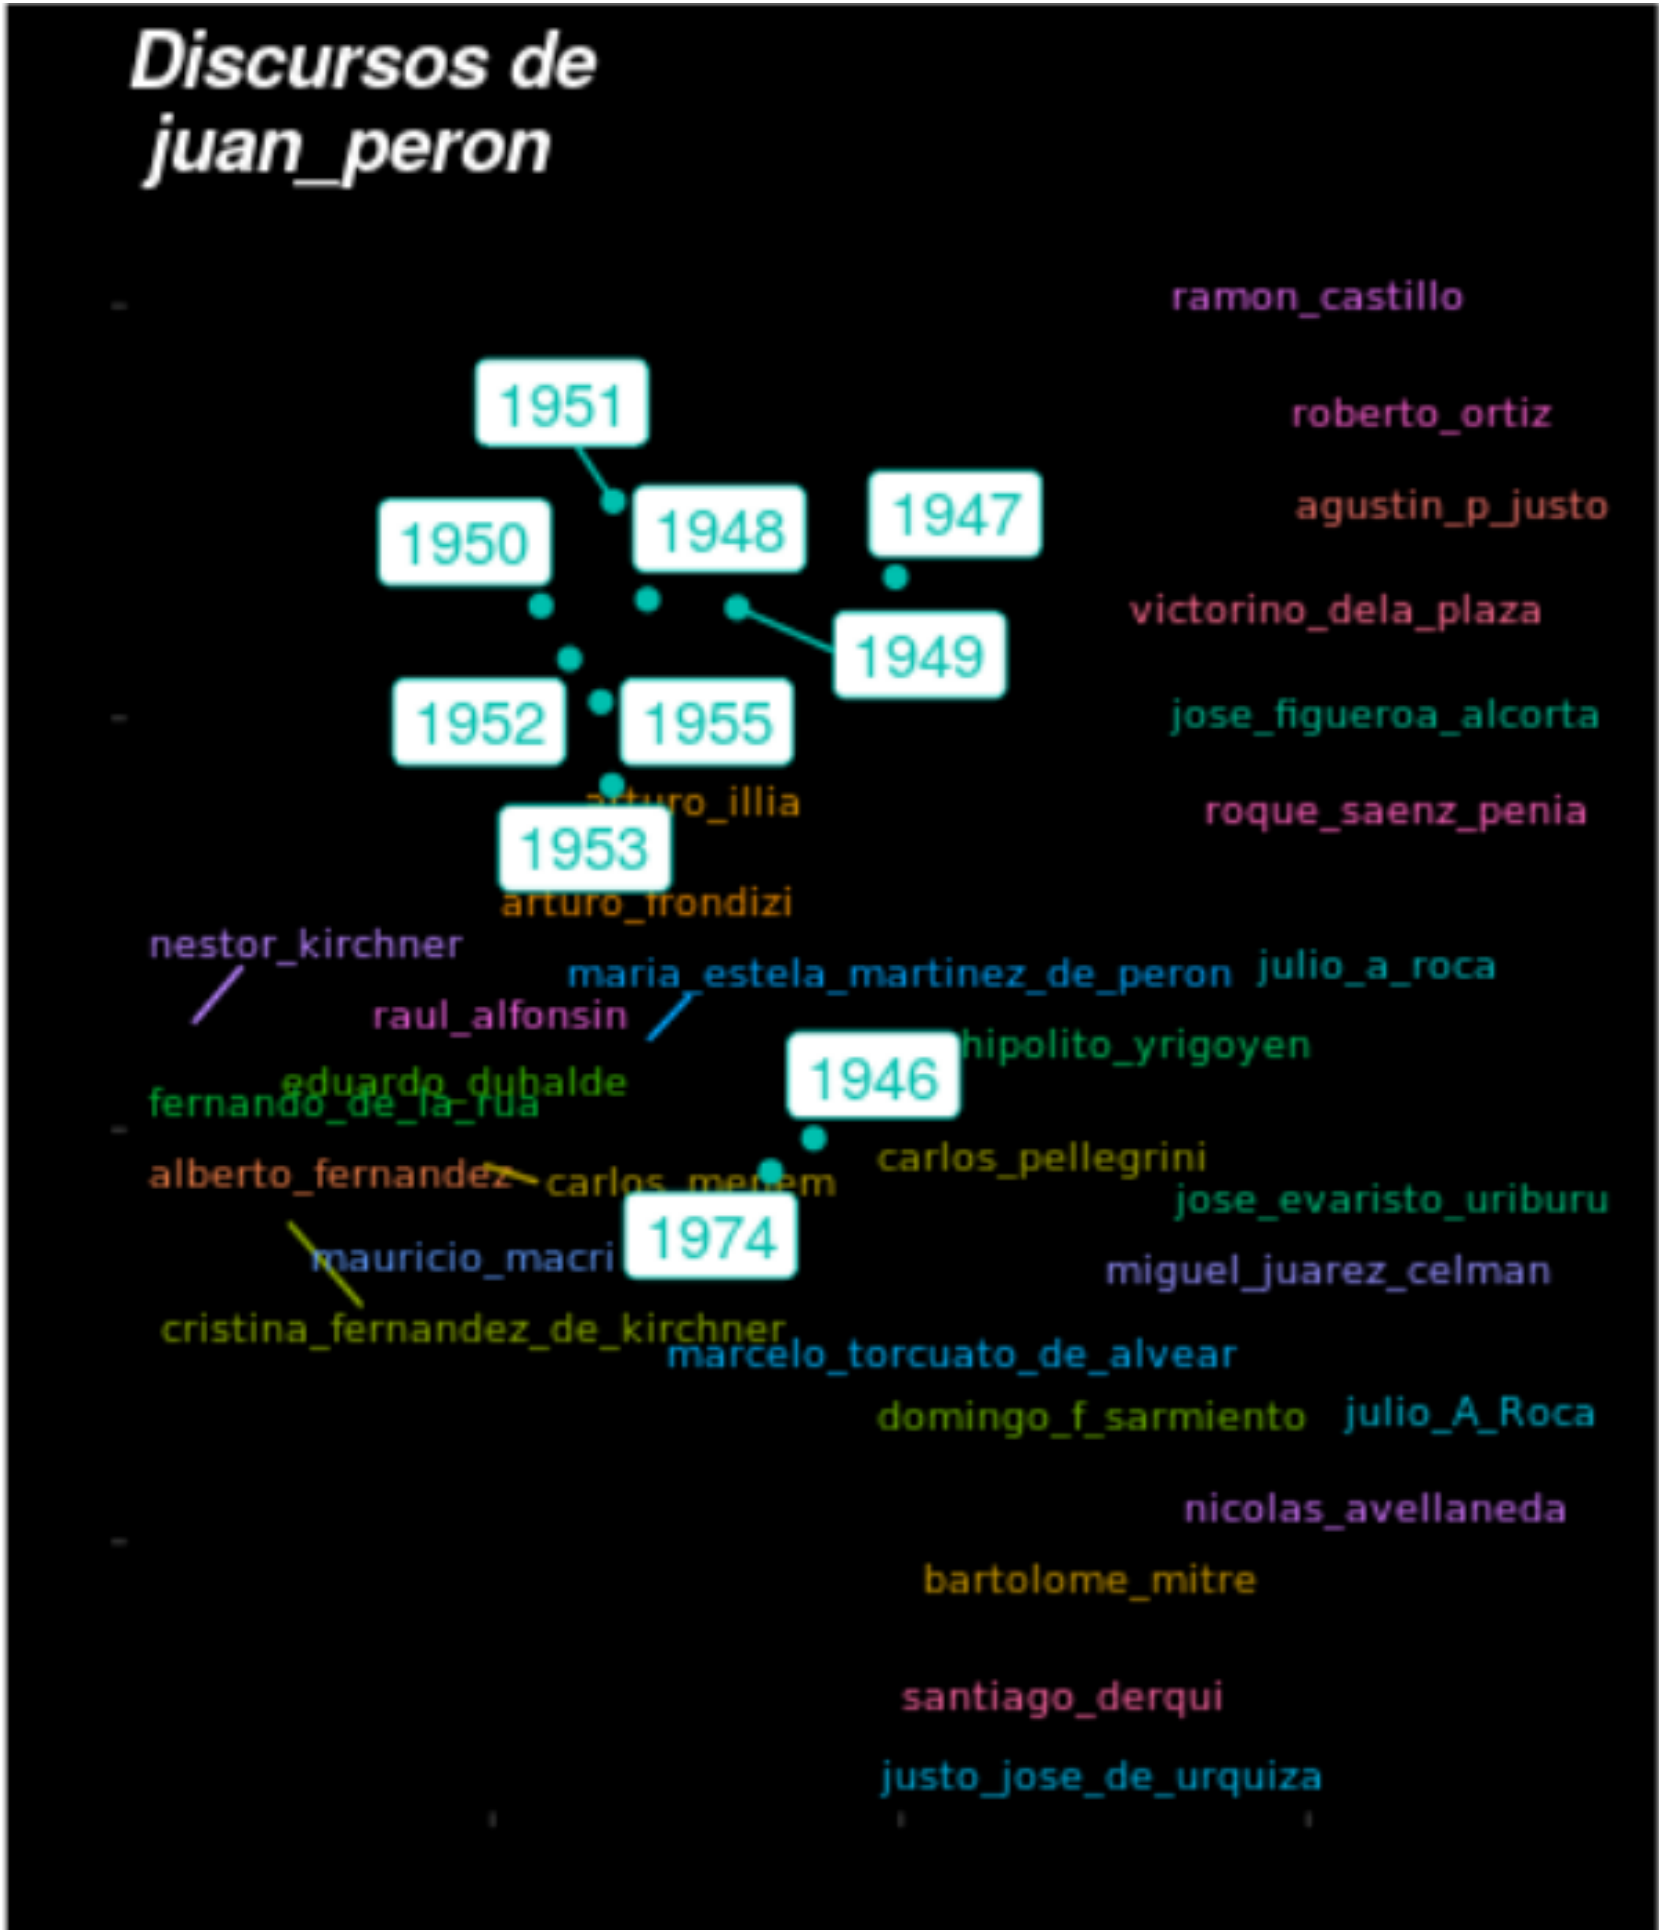 Discursos de
juan_peron
ramon_castillo
1951
roberto_ortiz
1947
agustin_p_justo
1948
1950
victorino_dela_plaza
1949
jose_figueroa_alcorta
1952
1955
arturo_illia
roque_saenz_penia
1953
arturo_frondizi
nestor_kirchner
julio_a_roca
maria_estela_martinez_de_peron
raul_alfonsin
hipolito_yrigoyen
1946
eduardo_duhalde
fernando_de_la_rua
carlos_pellegrini
alberto_fernandez
carlos_menem
jose_evaristo_uriburu
1974
mauricio_macri
miguel_juarez_celman
cristina_fernandez_de_kirchner
marcelo_torcuato_de_alvear
domingo_f_sarmiento
julio_A_Roca
nicolas_avellaneda
bartolome_mitre
santiago_derqui
justo_jose_de_urquiza